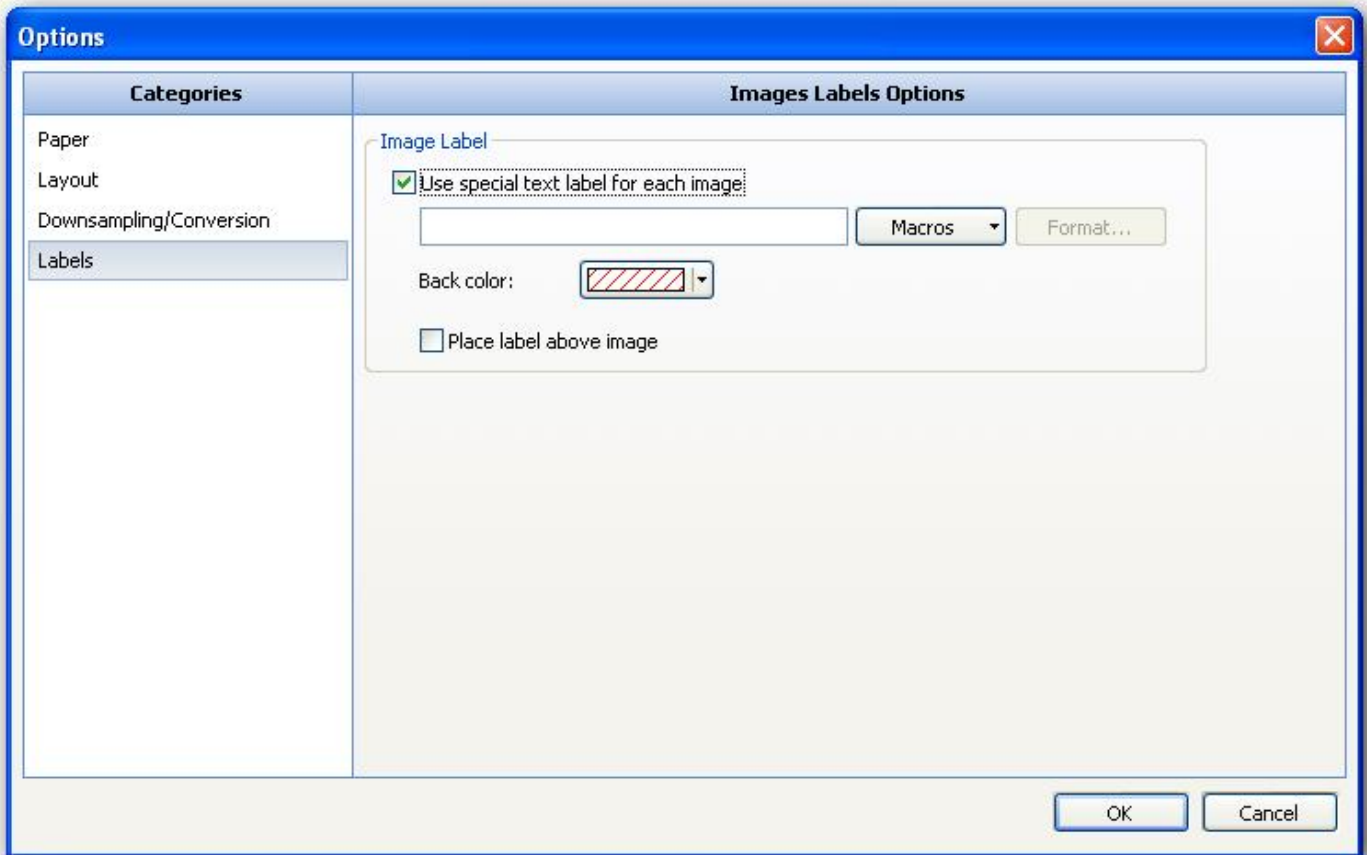 Options
Categories
Images Labels Options
Paper
Layout
Downsampling/Conversion
Labels
Image Label
Use special text label for each image
Macros
Format...
Back color:
Place label above image
OK
Cancel